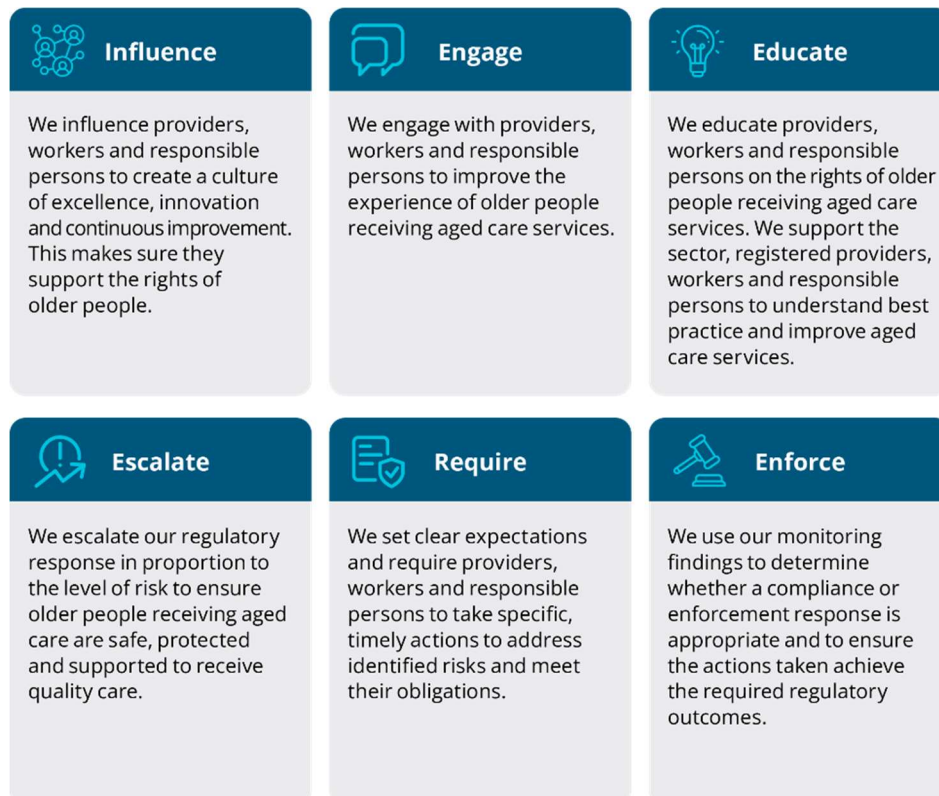 Influence
We influence providers,
workers and responsible
persons to create a culture
of excellence, innovation
and continuous improvement.
This makes sure they
support the rights of
older people.
Engage
We engage with providers,
workers and responsible
persons to improve the
experience of older people
receiving aged care services.
Educate
We educate providers,
workers and responsible
persons on the rights of older
people receiving aged care
services. We support the
sector, registered providers,
workers and responsible
persons to understand best
practice and improve aged
care services.
Escalate
We escalate our regulatory
response in proportion to
the level of risk to ensure
older people receiving aged
care are safe, protected
and supported to receive
quality care.
Require
We set clear expectations
and require providers,
workers and responsible
persons to take specific,
timely actions to address
identified risks and meet
their obligations.
Enforce
We use our monitoring
findings to determine
whether a compliance or
enforcement response is
appropriate and to ensure
the actions taken achieve
the required regulatory
outcomes.